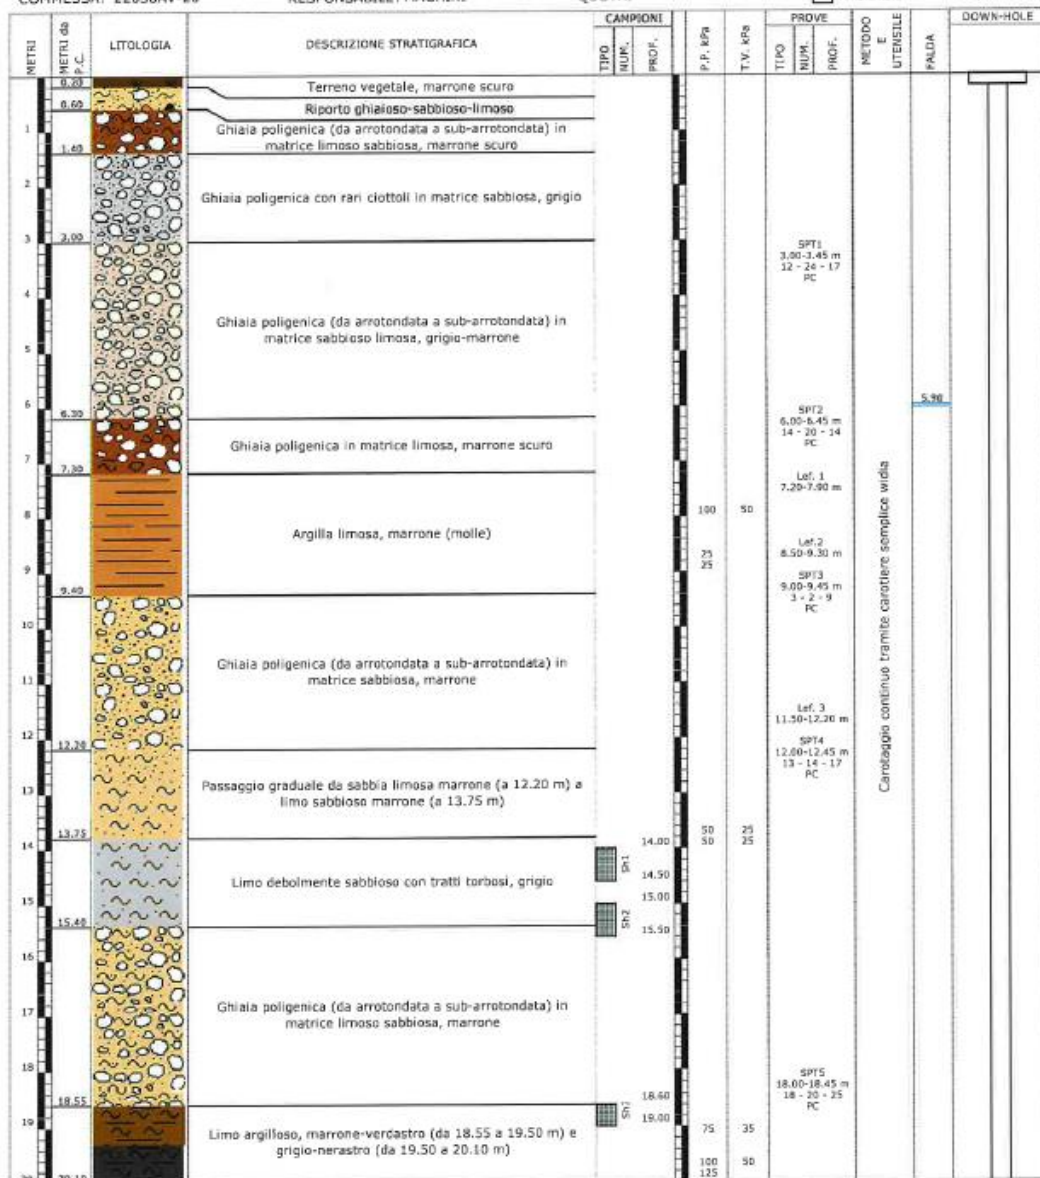 METRI
METRI da P.C.
LITOLOGIA
DESCRIZIONE STRATIGRAFICA
CAMPIONI
TIPO
NUM.
PROF.
P.P. kPa
T.V. kPa
PROVE
TIPO
NUM.
PROF.
METODO
E
UTENSILE
FALDA
DOWN-HOLE
Terreno vegetale, marrone scuro
0.60
Riporto ghiaioso-sabbioso-limoso
1
Ghiaia poligenica (da arrotondata a sub-arrotondata) in
matrice limoso sabbiosa, marrone scuro
1.40
2
Ghiaia poligenica con rari ciottoli in matrice sabbiosa, grigio
3
3.00
SPT1
3.00-3.45 m
12 - 24 - 17
PC
4
Ghiaia poligenica (da arrotondata a sub-arrotondata) in
matrice sabbioso limosa, grigio-marrone
5
5.90
6
SPT2
6.00-6.45 m
14 - 20 - 14
PC
Ghiaia poligenica in matrice limosa, marrone scuro
7
Lef. 1
7.20-7.90 m
100
50
8
Argilla limosa, marrone (molle)
Lef.2
8.50-9.30 m
25
25
9
SPT3
9.00-9.45 m
3 - 2 - 9
PC
9.40
10
Ghiaia poligenica (da arrotondata a sub-arrotondata) in
matrice sabbiosa, marrone
11
Lef. 3
11.50-12.20 m
12
12.20
SPT4
12.00-12.45 m
13 - 14 - 17
PC
Carotaggio continuo tramite carotiere semplice widia
Passaggio graduale da sabbia limosa marrone (a 12.20 m) a
limo sabbioso marrone (a 13.75 m)
13
13.75
50
25
50
25
14
14.00
Sh1
14.50
Limo debolmente sabbioso con tratti torbosi, grigio
15
15.00
Sh2
15.50
15.40
16
Ghiaia poligenica (da arrotondata a sub-arrotondata) in
matrice limoso sabbiosa, marrone
17
18
SPT5
18.00-18.45 m
18 - 20 - 25
PC
18.55
18.60
19.00
19
Limo argilloso, marrone-verdastro (da 18.55 a 19.50 m) e
grigio-nerastro (da 19.50 a 20.10 m)
75
35
100
50
125